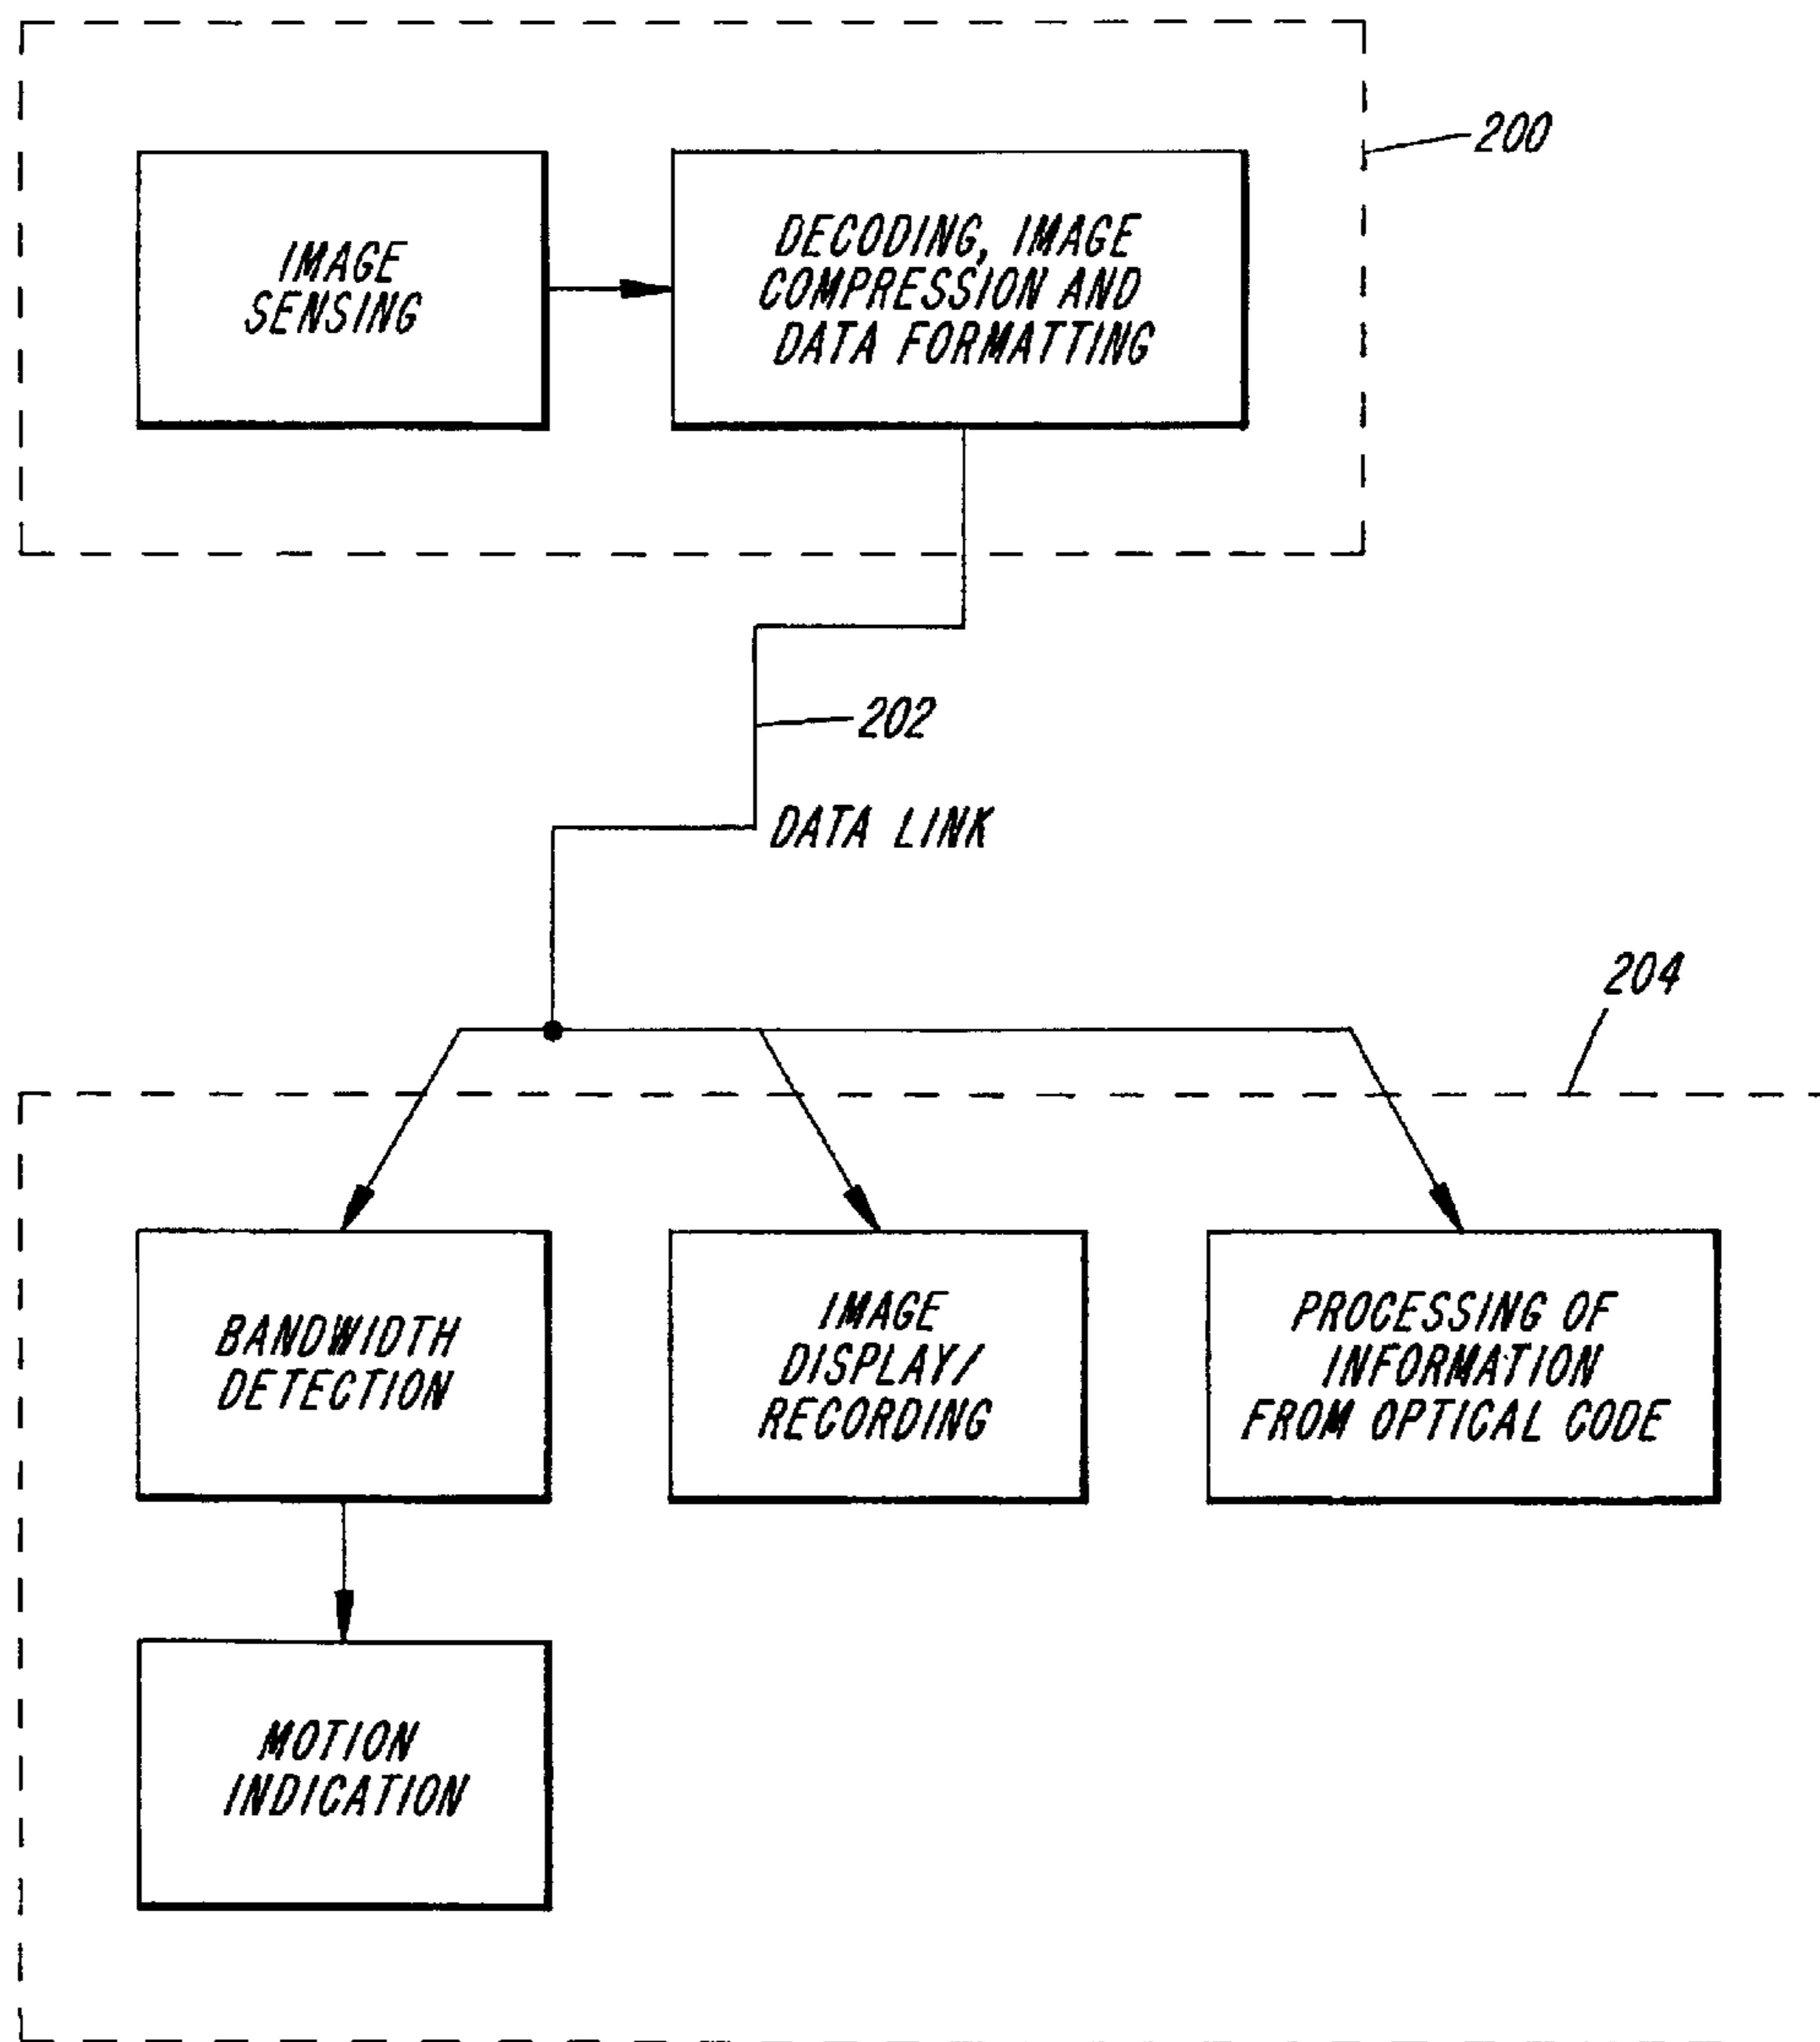 200
IMAGE
SENSING
DECODING, IMAGE
COMPRESSION AND
DATA FORMATTING
202
DATA LINK
204
BANDWIDTH
DETECTION
IMAGE
DISPLAY/
RECORDING
PROCESSING OF
INFORMATION
FROM OPTICAL CODE
MOTION
INDICATION